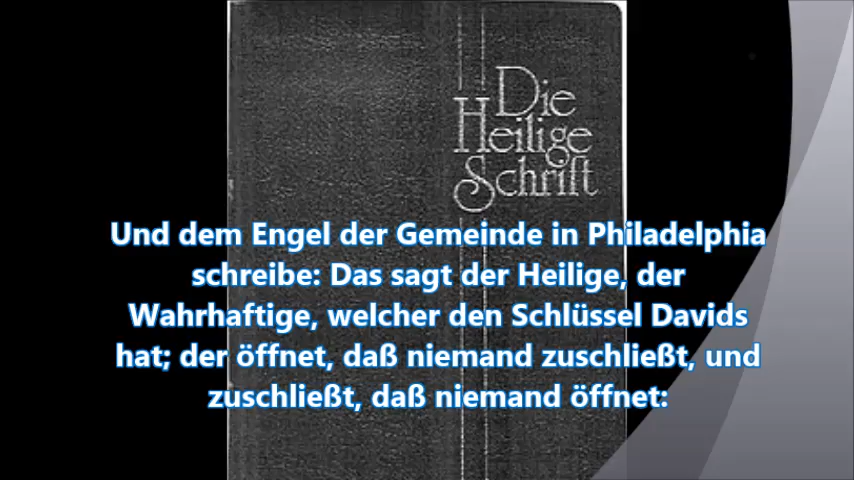 Die
Heilige
Schrift
Und dem Engel der Gemeinde in Philadelphia
schreibe: Das sagt der Heilige, der
Wahrhaftige, welcher den Schlüssel Davids
hat; der öffnet, daß niemand zuschließt, und
zuschließt, daß niemand öffnet: